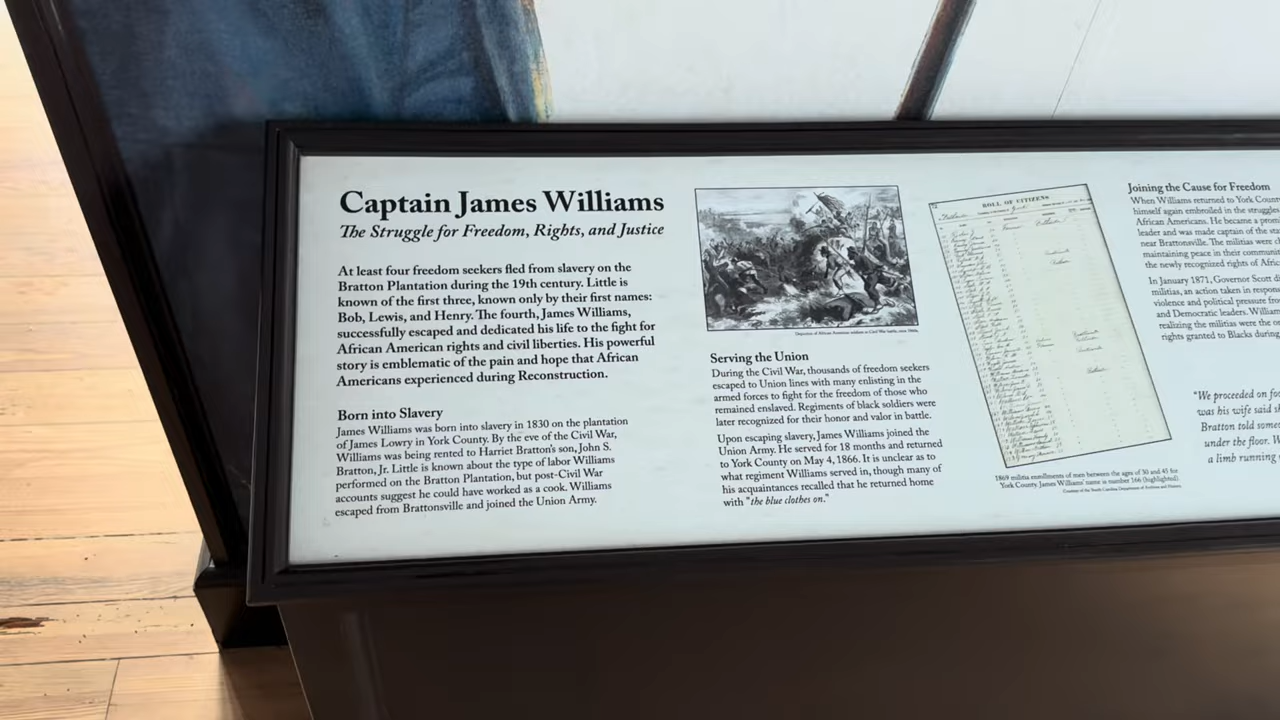 Captain James Williams
The Struggle for Freedom, Rights, and Justice
At least four freedom seekers fled from slavery on the
Bratton Plantation during the 19th century. Little is
known of the first three, known only by their first names:
Bob, Lewis, and Henry. The fourth, James Williams,
successfully escaped and dedicated his life to the fight for
African American rights and civil liberties. His powerful
story is emblematic of the pain and hope that African
Americans experienced during Reconstruction.
Born into Slavery
James Williams was born into slavery in 1830 on the plantation
of James Lowry in York County. By the eve of the Civil War,
Williams was being rented to Harriet Bratton's son, John S.
Bratton, Jr. Little is known about the type of labor Williams
performed on the Bratton Plantation, but post-Civil War
accounts suggest he could have worked as a cook. Williams
escaped from Brattonsville and joined the Union Army.
Serving the Union
During the Civil War, thousands of freedom seekers
escaped to Union lines with many enlisting in the
armed forces to fight for the freedom of those who
remained enslaved. Regiments of black soldiers were
later recognized for their honor and valor in battle.
Upon escaping slavery, James Williams joined the
Union Army. He served for 18 months and returned
to York County on May 4, 1866. It is unclear as to
what regiment Williams served in, though many of
his acquaintances recalled that he returned home
with "the blue clothes on."
ROLL OF CITIZENS
1869 militia enrollments of men between the ages of 30 and 45 for
York County. James Williams' name is number 166 (highlighted).
Courtesy of the South Carolina Department of Archives and History
Joining the Cause for Freedom
When Williams returned to York Count
himself again embroiled in the struggles
African Americans. He became a prom
leader and was made captain of the sta
near Brattonsville. The militias were c
maintaining peace in their communit
the newly recognized rights of Afric
In January 1871, Governor Scott di
militias, an action taken in respons
violence and political pressure fro
and Democratic leaders. William
realizing the militias were the on
rights granted to Blacks during
"We proceeded on fo
was his wife said s
Bratton told some
under the floor. W
a limb running